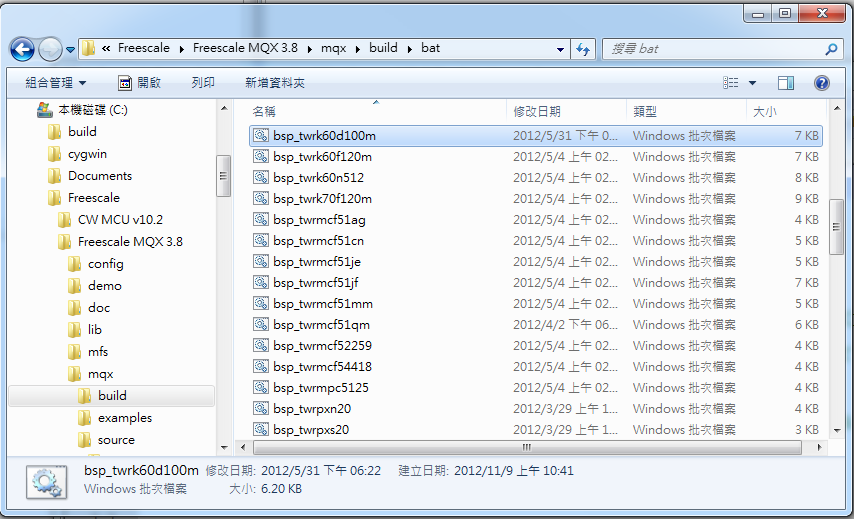 « Freescale ▸ Freescale MQX 3.8 ▸ mqx ▸ build ▸ bat
搜尋 bat
組合管理 開啟 列印 新增資料夾
本機磁碟 (C:)
build
cygwin
Documents
Freescale
CW MCU v10.2
Freescale MQX 3.8
config
demo
doc
lib
mfs
mqx
build
examples
source
名稱 修改日期 類型 大小
bsp_twrk60d100m 2012/5/31 下午 0... Windows 批次檔案 7 KB
bsp_twrk60f120m 2012/5/4 上午 02... Windows 批次檔案 7 KB
bsp_twrk60n512 2012/5/4 上午 02... Windows 批次檔案 8 KB
bsp_twrk70f120m 2012/5/4 上午 02... Windows 批次檔案 9 KB
bsp_twrmcf51ag 2012/5/4 上午 02... Windows 批次檔案 4 KB
bsp_twrmcf51cn 2012/5/4 上午 02... Windows 批次檔案 5 KB
bsp_twrmcf51je 2012/5/4 上午 02... Windows 批次檔案 5 KB
bsp_twrmcf51jf 2012/5/4 上午 02... Windows 批次檔案 7 KB
bsp_twrmcf51mm 2012/5/4 上午 02... Windows 批次檔案 5 KB
bsp_twrmcf51qm 2012/4/2 下午 06... Windows 批次檔案 6 KB
bsp_twrmcf52259 2012/5/4 上午 02... Windows 批次檔案 4 KB
bsp_twrmcf54418 2012/5/4 上午 02... Windows 批次檔案 4 KB
bsp_twrmpc5125 2012/5/4 上午 02... Windows 批次檔案 4 KB
bsp_twrpxn20 2012/3/29 上午 1... Windows 批次檔案 4 KB
bsp_twrpxs20 2012/3/29 上午 1... Windows 批次檔案 3 KB
bsp_twrk60d100m 修改日期: 2012/5/31 下午 06:22 建立日期: 2012/11/9 上午 10:41
Windows 批次檔案 大小: 6.20 KB